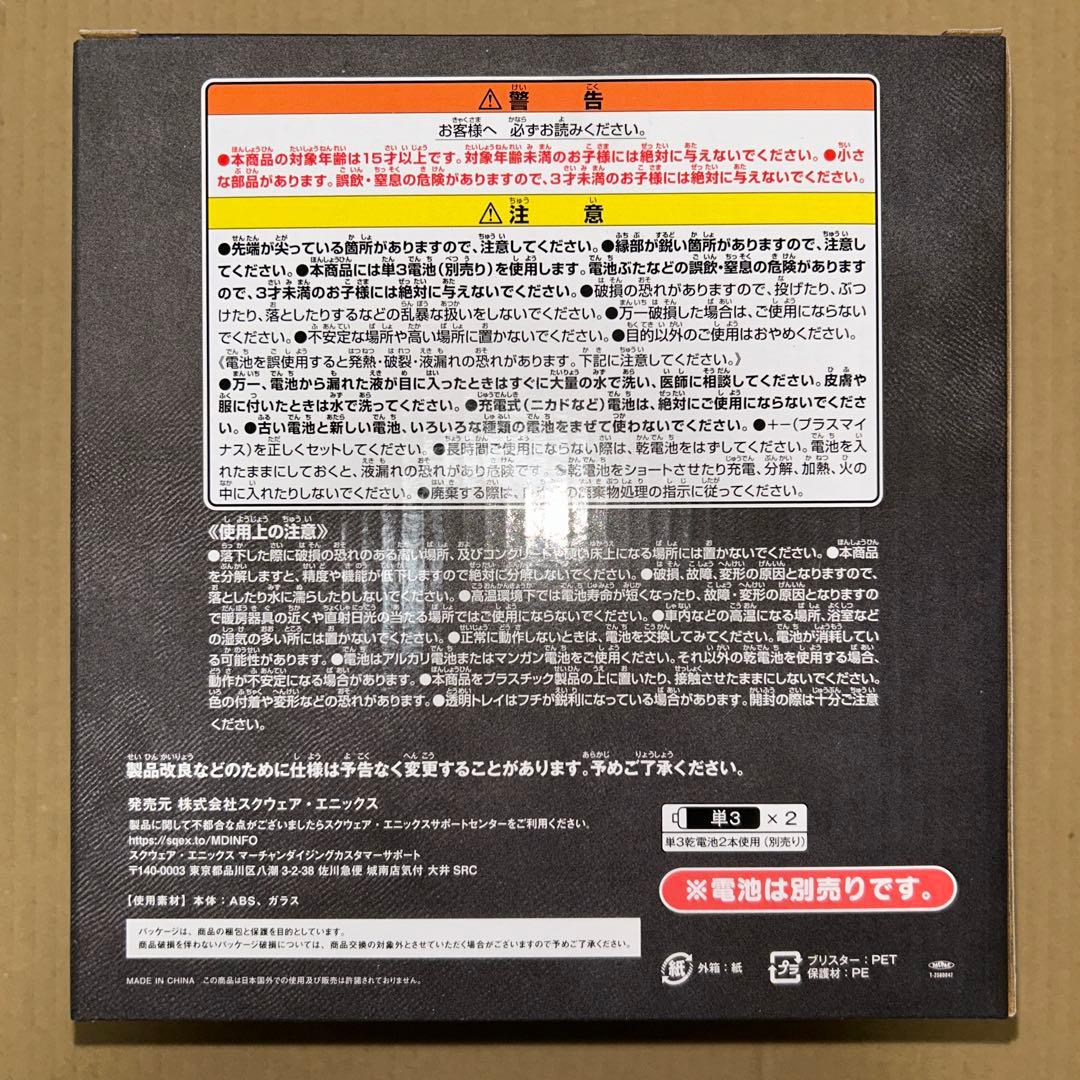 ⚠警告
お客様へ 必ずお読みください。
●本商品の対象年齢は15才以上です。対象年齢未満のお子様には絶対に与えないでください。●小さ
な部品があります。誤飲・窒息の危険がありますので、3才未満のお子様には絶対に与えないでください。
⚠注意
●先端が尖っている箇所がありますので、注意してください。●縁部が鋭い箇所がありますので、注意し
てください。●本商品には単3電池(別売り)を使用します。電池ぶたなどの誤飲・窒息の危険があります
ので、3才未満のお子様には絶対に与えないでください。●破損の恐れがありますので、投げたり、ぶつ
けたり、落としたりするなどの乱暴な扱いをしないでください。●万一破損した場合は、ご使用にならない
でください。●不安定な場所や高い場所に置かないでください。●目的以外のご使用はおやめください。
《電池を誤使用すると発熱・破裂・液漏れの恐れがあります。下記に注意してください。》
●万一、電池から漏れた液が目に入ったときはすぐに大量の水で洗い、医師に相談してください。皮膚や
服に付いたときは水で洗ってください。●充電式(ニカドなど)電池は、絶対にご使用にならないでください。
●古い電池と新しい電池、いろいろな種類の電池をまぜて使わないでください。●+−(プラスマイ
ナス)を正しくセットしてください。●長時間ご使用にならない際は、乾電池をはずしてください。電池を入
れたままにしておくと、液漏れの恐れがあり危険です。●乾電池をショートさせたり充電、分解、加熱、火の
中に入れたりしないでください。●廃棄する際は、の廃棄物処理の指示に従ってください。
《使用上の注意》
●落下した際に破損の恐れのある高い場所、及びコンクリートや硬い床上になる場所には置かないでください。●本商品
を分解しますと、精度や機能が低下しますので絶対に分解しないでください。●破損、故障、変形の原因となりますので、
落としたり水に濡らしたりしないでください。●高温環境下では電池寿命が短くなったり、故障・変形の原因となりますの
で暖房器具の近くや直射日光の当たる場所ではご使用にならないでください。●車内などの高温になる場所、浴室など
の湿気の多い所には置かないでください。●正常に動作しないときは、電池を交換してみてください。電池が消耗してい
る可能性があります。●電池はアルカリ電池またはマンガン電池をご使用ください。それ以外の乾電池を使用する場合、
動作が不安定になる場合があります。●本商品をプラスチック製品の上に置いたり、接触させたままにしないでください。
色の付着や変形などの恐れがあります。●透明トレイはフチが鋭利になっている場合があります。開封の際は十分ご注意
ください。
製品改良などのために仕様は予告なく変更することがあります。予めご了承ください。
発売元 株式会社スクウェア・エニックス
製品に関して不都合な点がございましたらスクウェア・エニックスサポートセンターをご利用ください。
https://sqex.to/MDINFO
スクウェア・エニックス マーチャンダイジングカスタマーサポート
〒140-0003 東京都品川区八潮 3-2-38 佐川急便 城南店気付 大井 SRC
【使用素材】本体:ABS、ガラス
単3 ×2
単3乾電池2本使用(別売り)
※電池は別売りです。
パッケージは、商品の梱包と保護を目的としています。
商品破損を伴わないパッケージ破損については、商品交換の対象外とさせていただく場合がございますので予めご了承ください。
MADE IN CHINA この商品は日本国外での使用及び販売は許諾されておりません。
紙 外箱:紙
プラ ブリスター:PET
保護材:PE